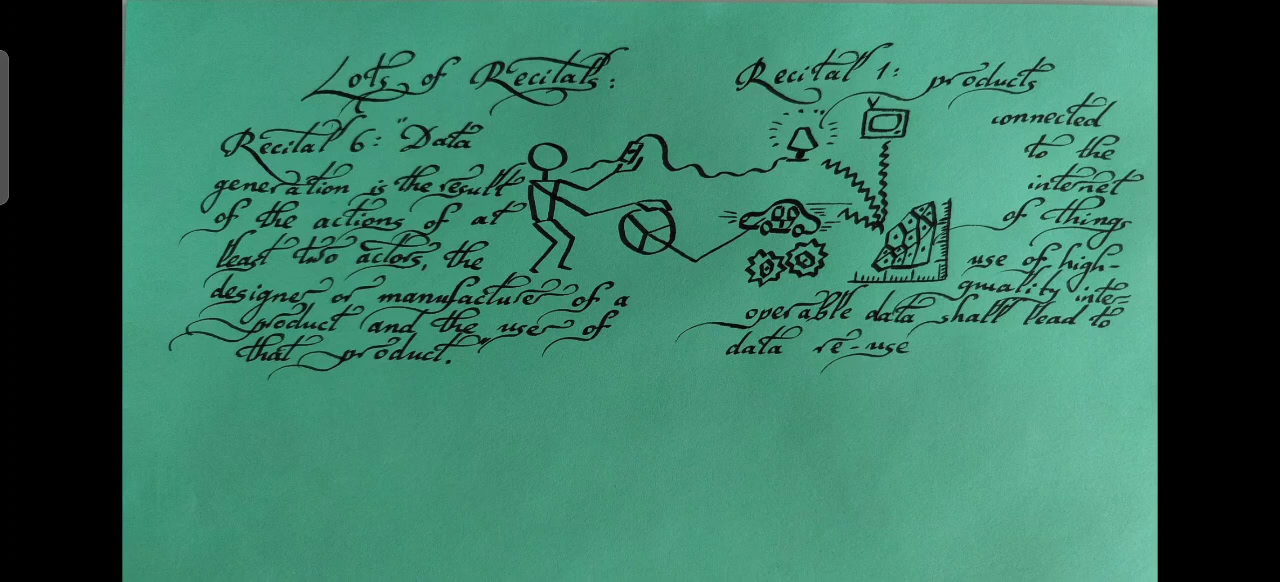 Lots of Recitals:
Recital 6: "Data
generation is the result
of the actions of at
least two actors, the
designer or manufacturer of a
product and the user of
that product."
Recital 1: products
connected
to the
internet
of things
use of high-
quality inter-
operable data shall lead to
data re-use